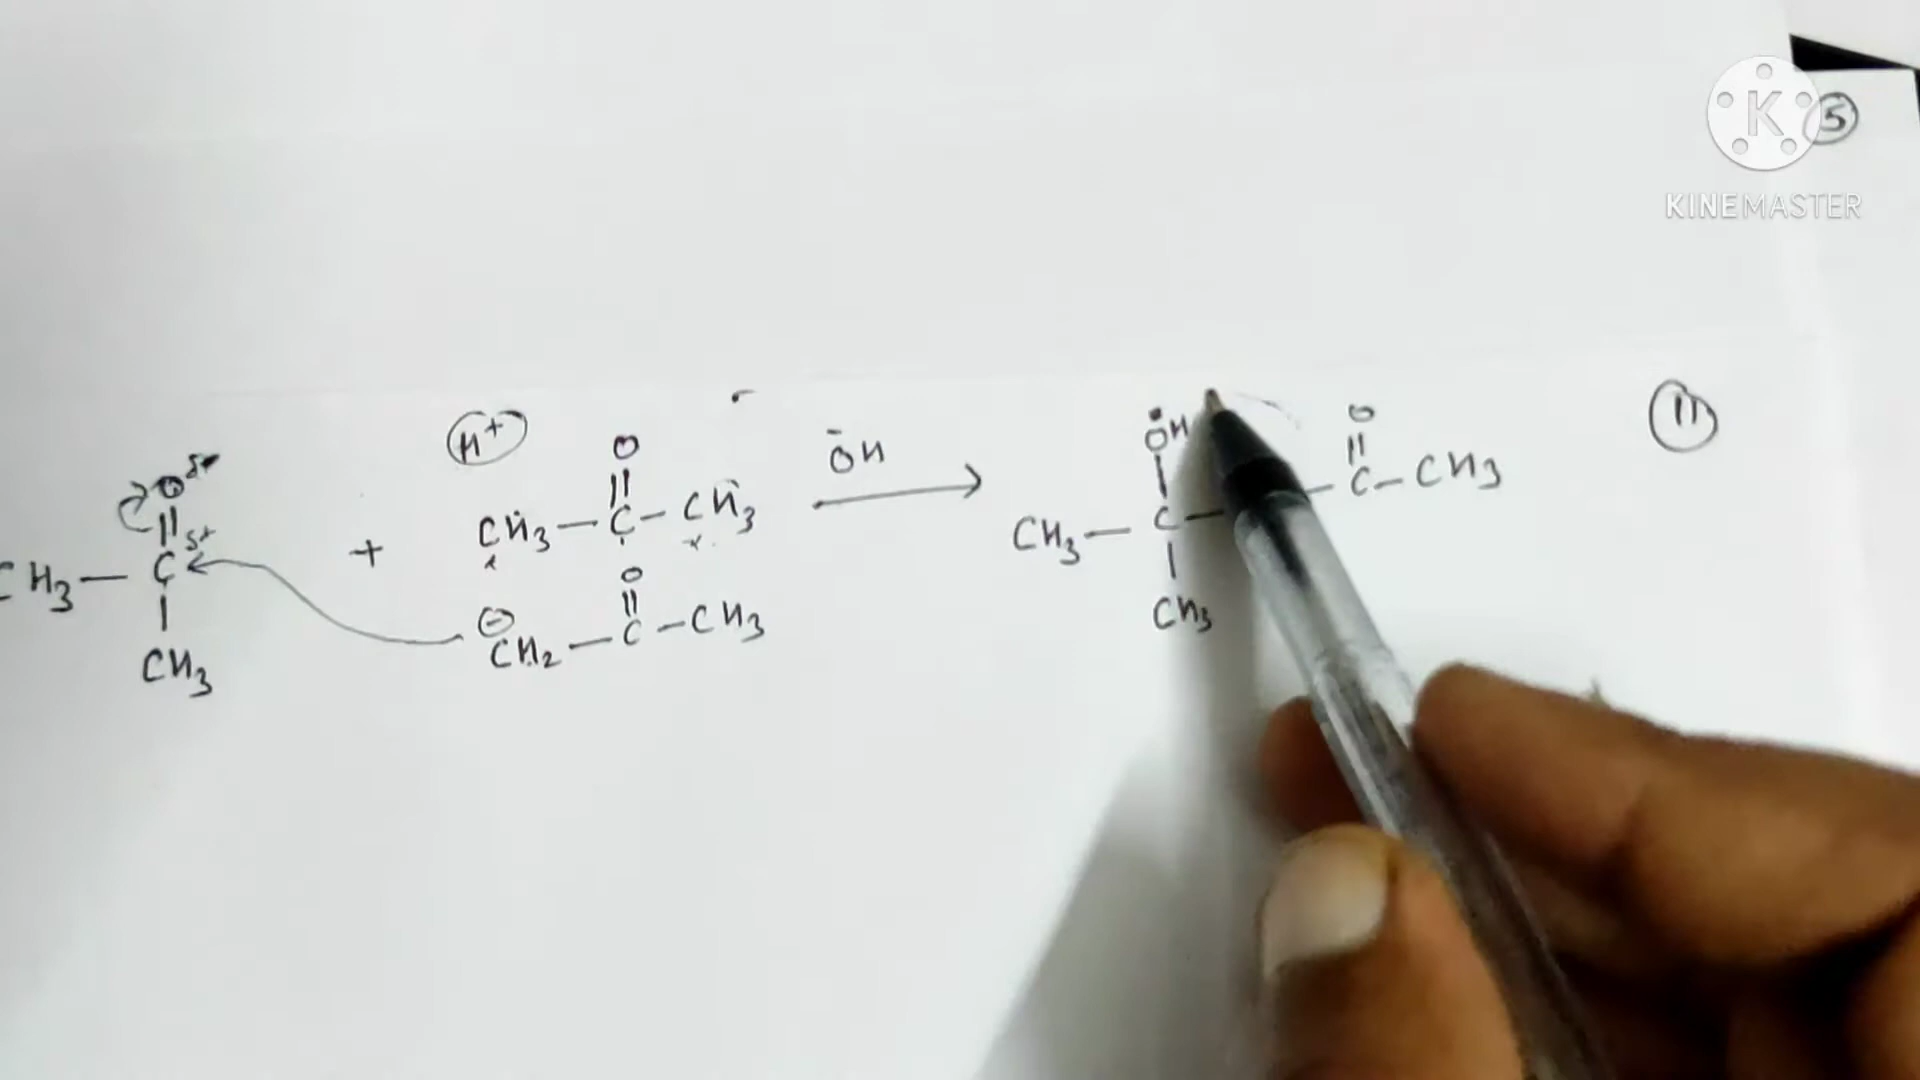 K
KINEMASTER
5
11
O δ-
||
δ+
CH3 — C
|
CH3
+
H+
O
||
CH3 — C — CH3
⊖ O
||
CH2 — C — CH3
ŌH
OH
|
CH3 — C —
|
CH3
O
||
— C — CH3